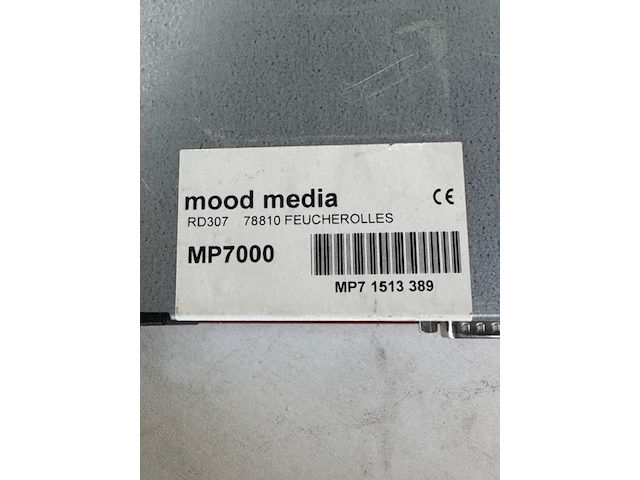 mood media
CE
RD307 78810 FEUCHEROLLES
MP7000
MP7 1513 389